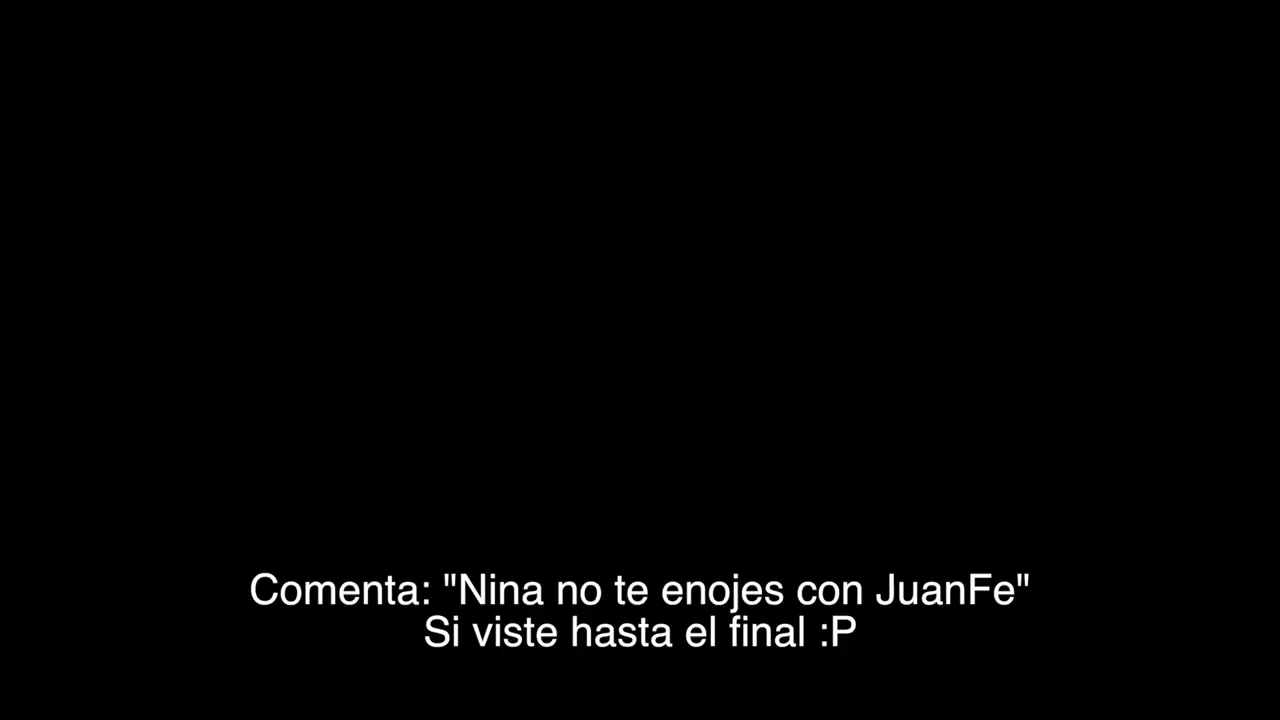 Comenta: "Nina no te enojes con JuanFe"
Si viste hasta el final :P